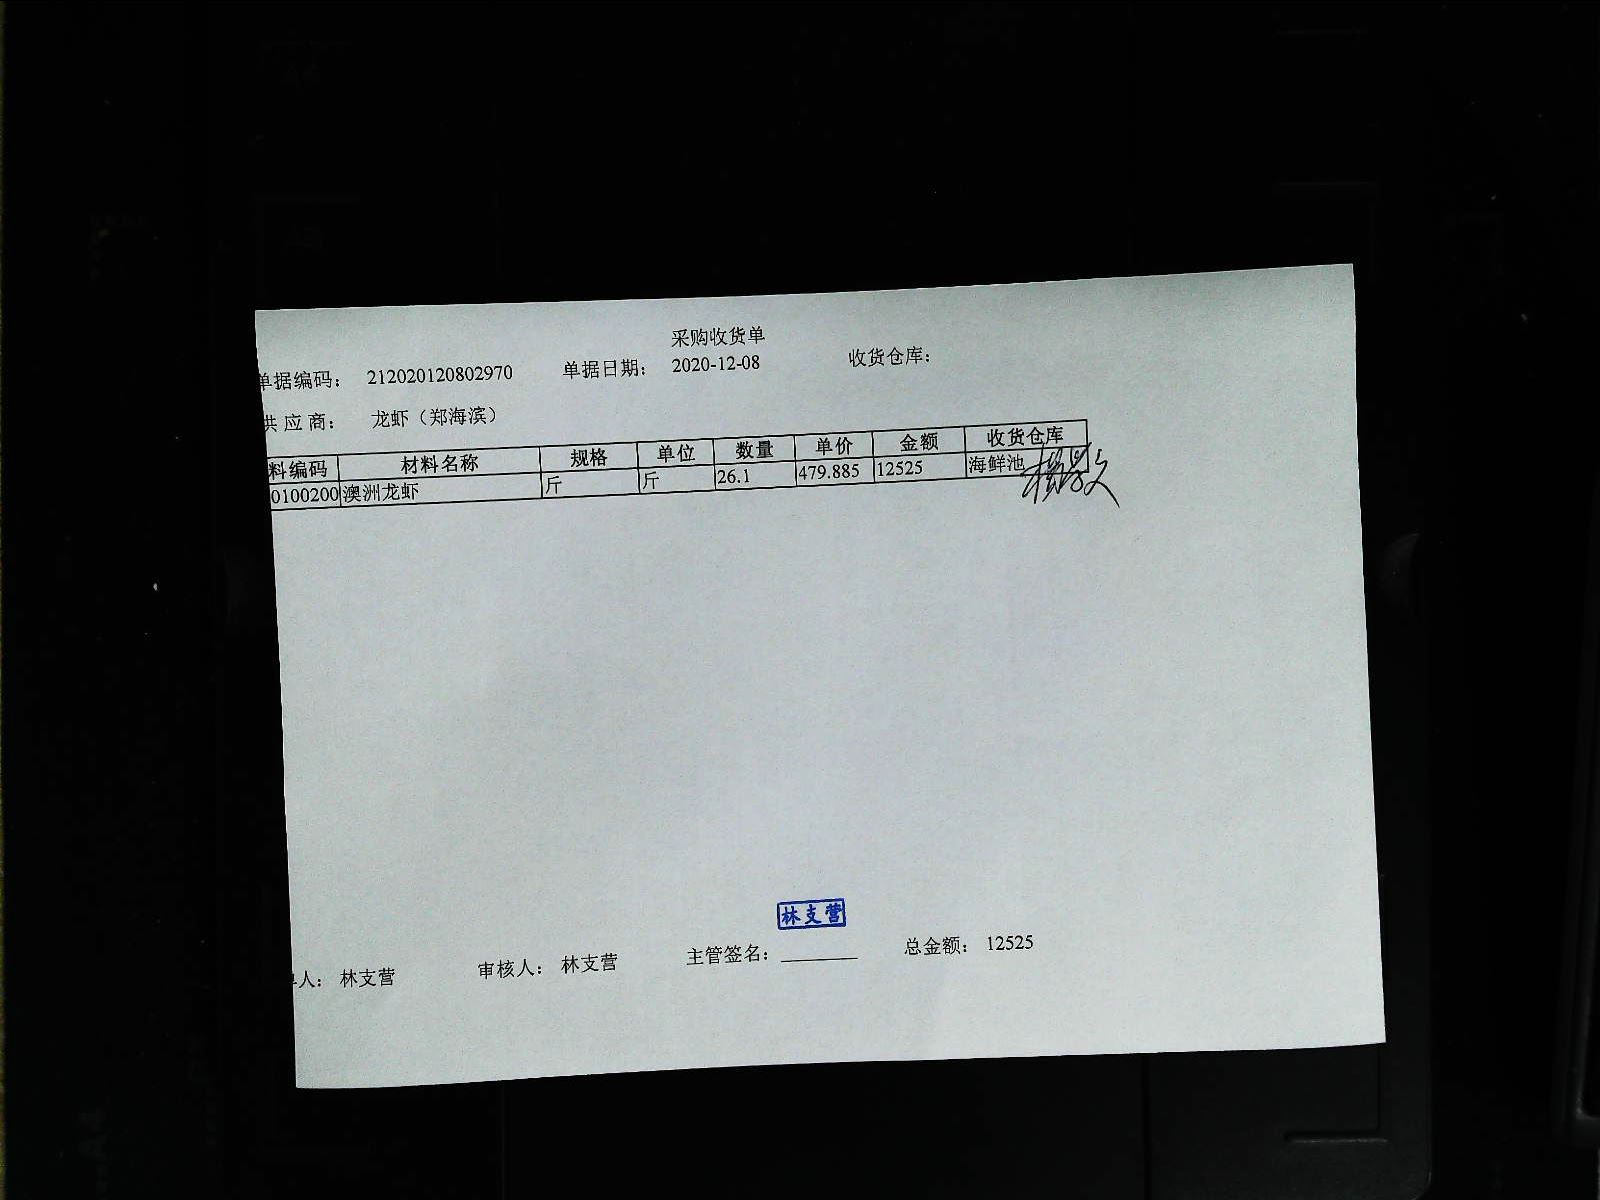 采购收货单
单据编码： 212020120802970 单据日期： 2020-12-08 收货仓库：
供应商： 龙虾（郑海滨）
料编码 材料名称 规格 单位 数量 单价 金额 收货仓库
0100200 澳洲龙虾 斤 斤 26.1 479.885 12525 海鲜池
林支营
单人： 林支营 审核人： 林支营 主管签名：________ 总金额： 12525